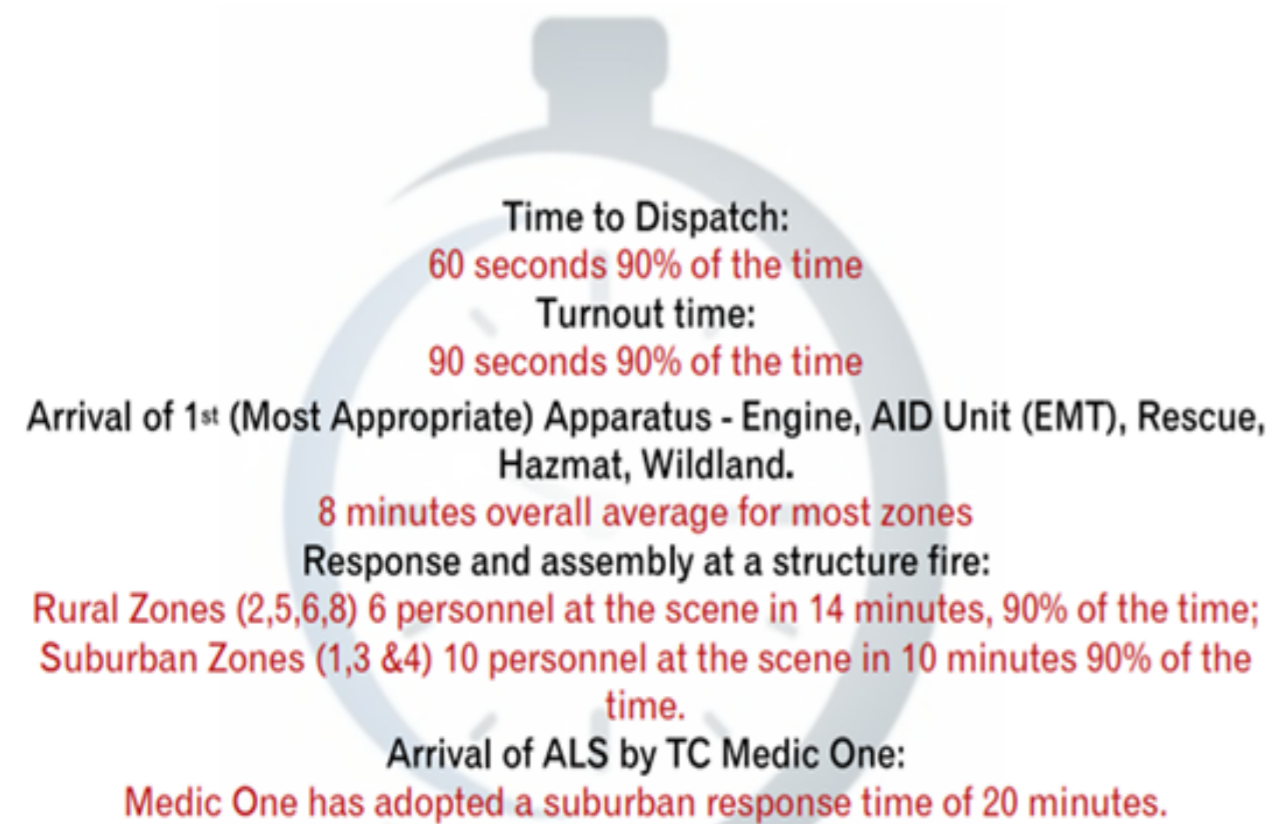 Time to Dispatch:
60 seconds 90% of the time
Turnout time:
90 seconds 90% of the time
Arrival of 1st (Most Appropriate) Apparatus - Engine, AID Unit (EMT), Rescue,
Hazmat, Wildland.
8 minutes overall average for most zones
Response and assembly at a structure fire:
Rural Zones (2,5,6,8) 6 personnel at the scene in 14 minutes, 90% of the time;
Suburban Zones (1,3 &4) 10 personnel at the scene in 10 minutes 90% of the
time.
Arrival of ALS by TC Medic One:
Medic One has adopted a suburban response time of 20 minutes.